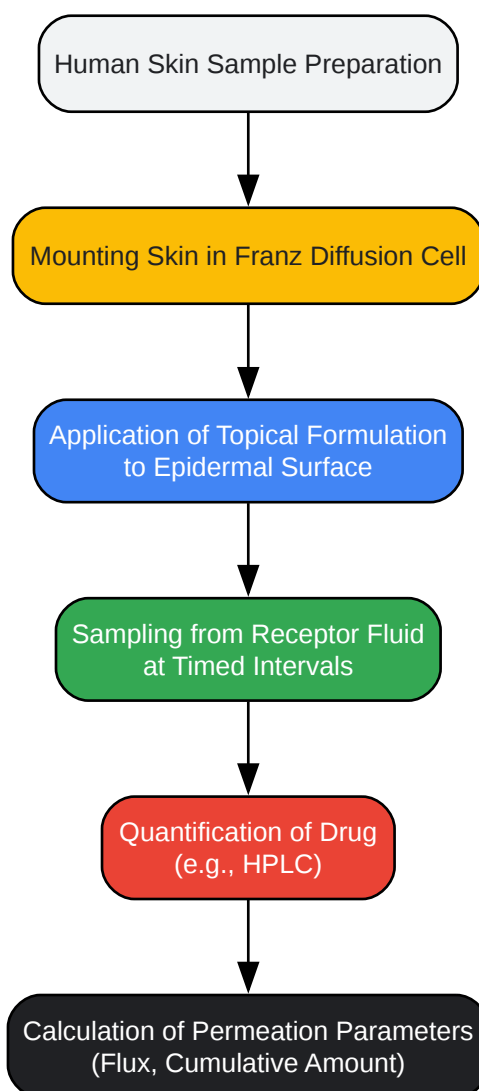 Human Skin Sample Preparation
Mounting Skin in Franz Diffusion Cell
Application of Topical Formulation
to Epidermal Surface
Sampling from Receptor Fluid
at Timed Intervals
Quantification of Drug
(e.g., HPLC)
Calculation of Permeation Parameters
(Flux, Cumulative Amount)